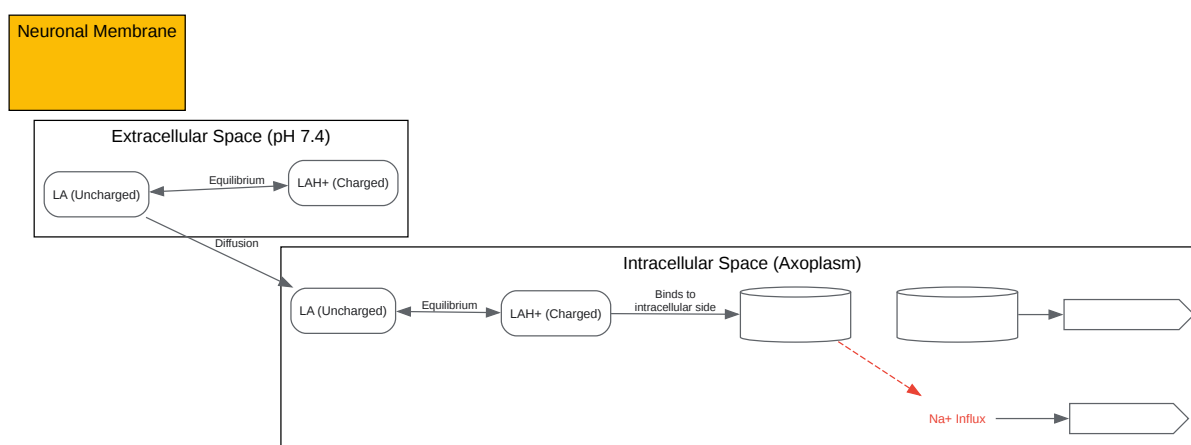 Neuronal Membrane
Extracellular Space (pH 7.4)
LA (Uncharged)
Equilibrium
LAH+ (Charged)
Diffusion
Intracellular Space (Axoplasm)
LA (Uncharged)
Equilibrium
LAH+ (Charged)
Binds to
intracellular side
Na+ Influx